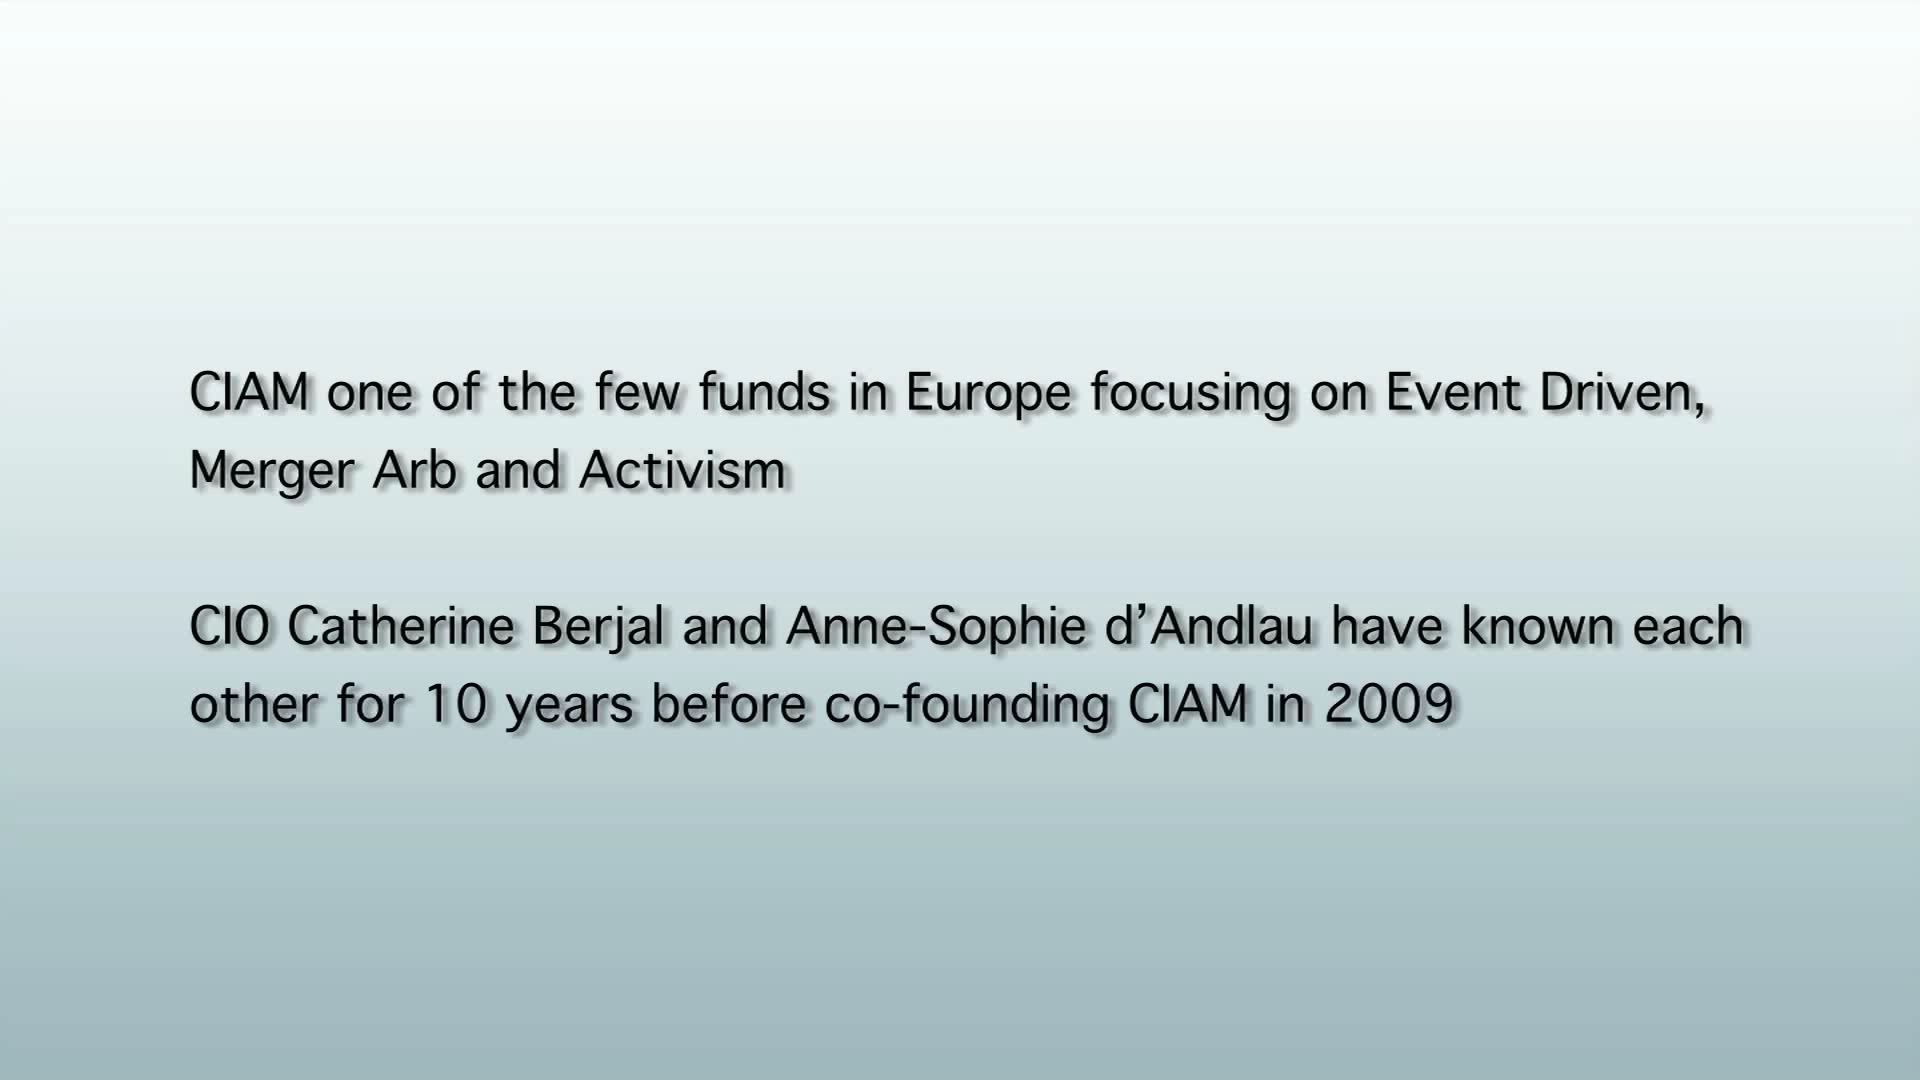 CIAM one of the few funds in Europe focusing on Event Driven,
Merger Arb and Activism
CIO Catherine Berjal and Anne-Sophie d’Andlau have known each
other for 10 years before co-founding CIAM in 2009